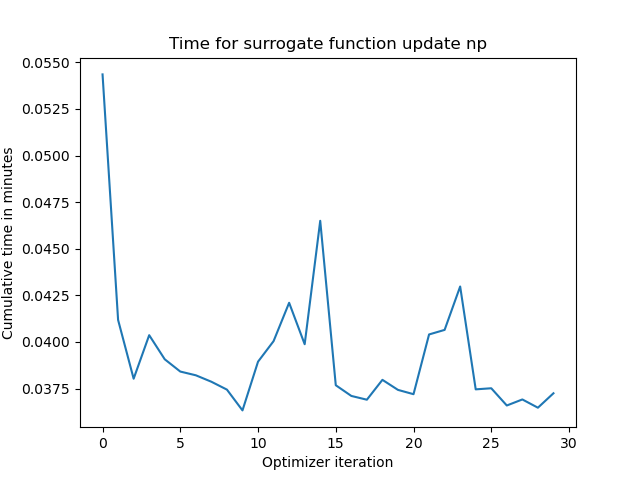 Time for surrogate function update np
Cumulative time in minutes
0.0550
0.0525
0.0500
0.0475
0.0450
0.0425
0.0400
0.0375
0 5 10 15 20 25 30
Optimizer iteration